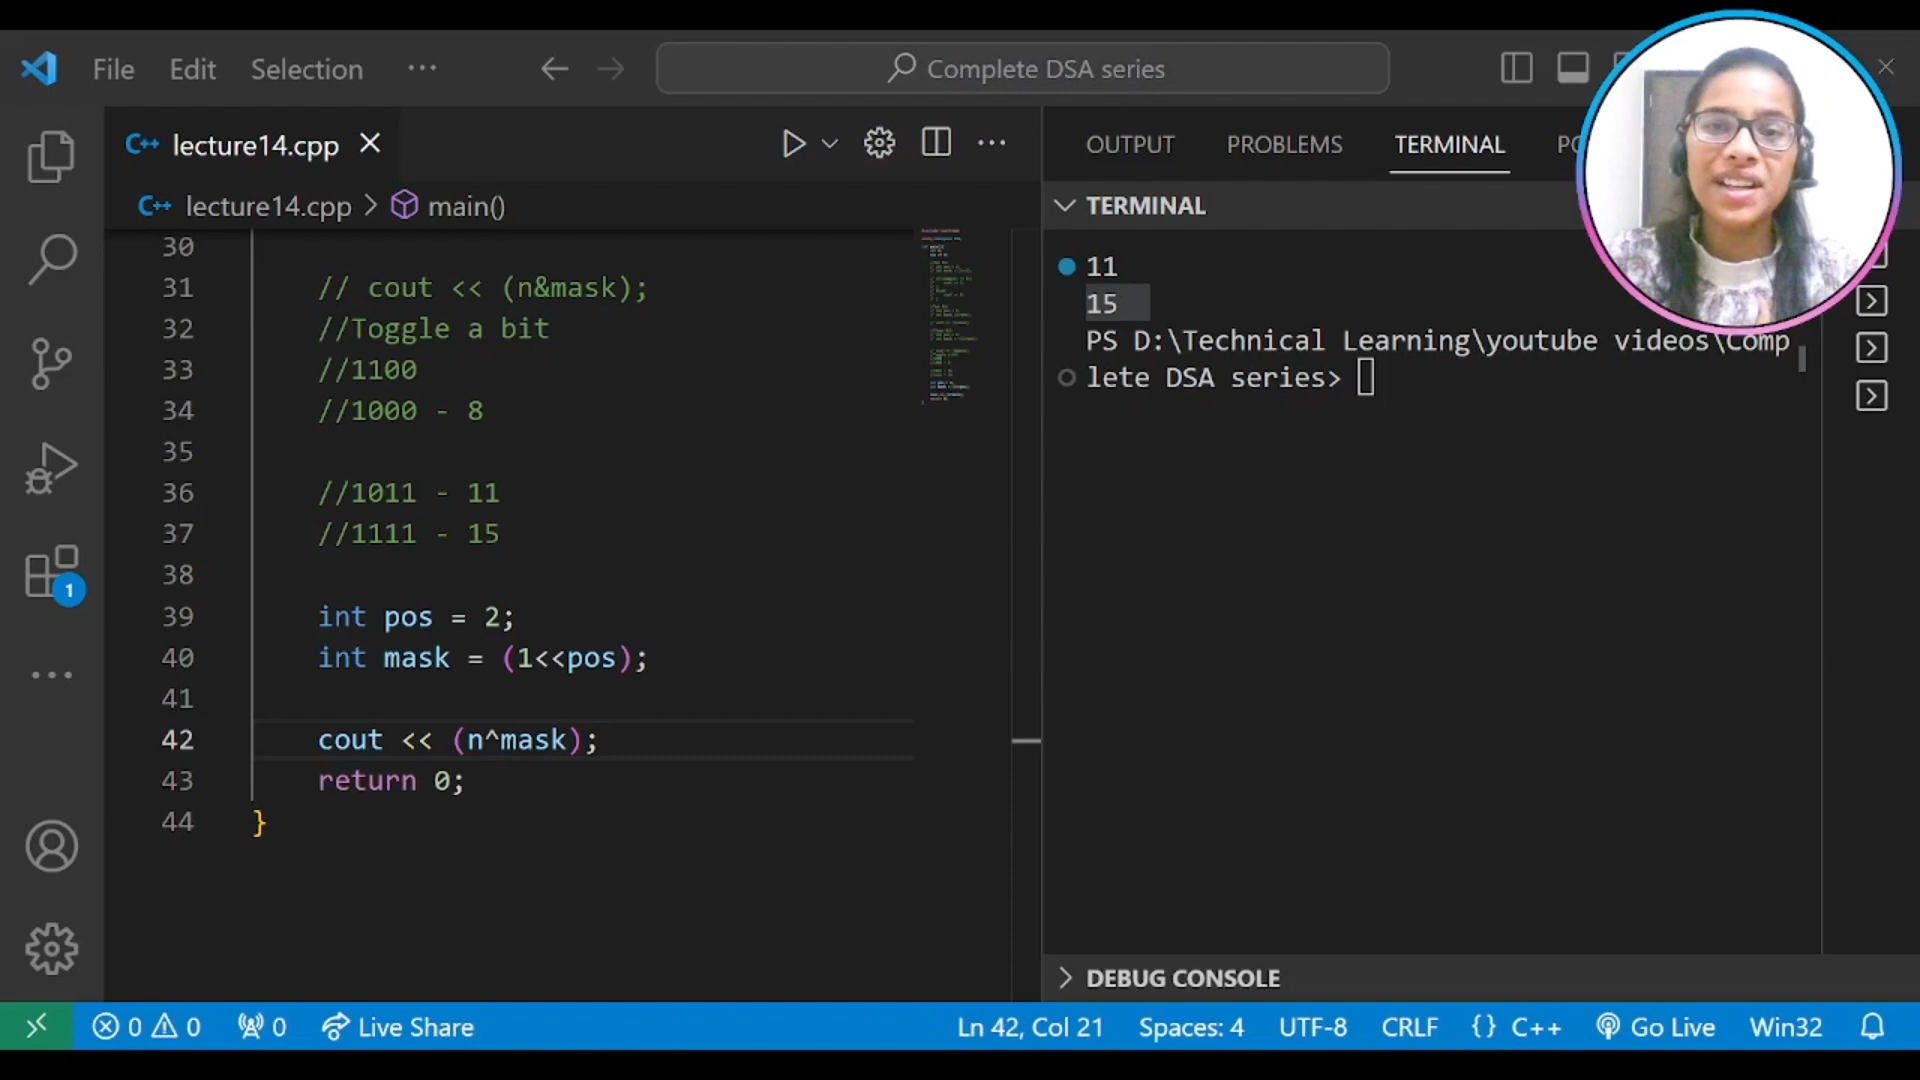 File Edit Selection ··· Complete DSA series
C++ lecture14.cpp
C++ lecture14.cpp > main()
30
31 // cout << (n&mask);
32 //Toggle a bit
33 //1100
34 //1000 - 8
35
36 //1011 - 11
37 //1111 - 15
38
39 int pos = 2;
40 int mask = (1<<pos);
41
42 cout << (n^mask);
43 return 0;
44 }
OUTPUT PROBLEMS TERMINAL
TERMINAL
11
15
PS D:\Technical Learning\youtube videos\Comp
lete DSA series>
DEBUG CONSOLE
1
0 0 0 Live Share Ln 42, Col 21 Spaces: 4 UTF-8 CRLF {} C++ Go Live Win32